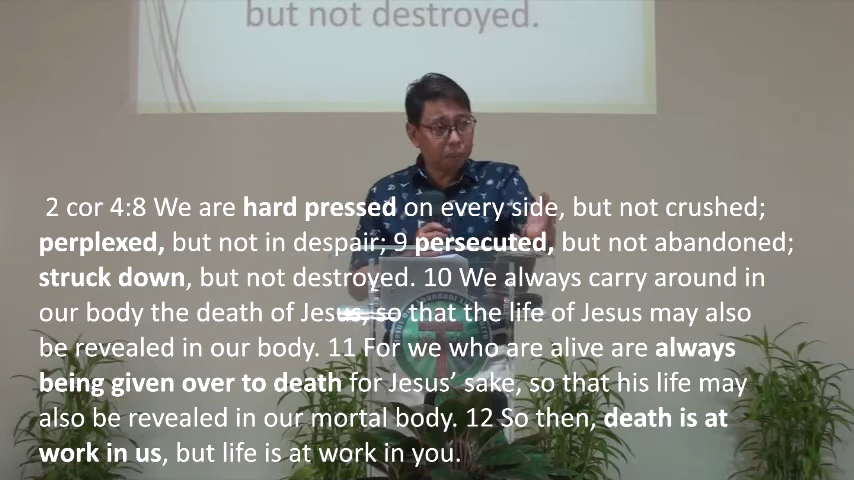 but not destroyed.
2 cor 4:8 We are hard pressed on every side, but not crushed;
perplexed, but not in despair; 9 persecuted, but not abandoned;
struck down, but not destroyed. 10 We always carry around in
our body the death of Jesus, so that the life of Jesus may also
be revealed in our body. 11 For we who are alive are always
being given over to death for Jesus’ sake, so that his life may
also be revealed in our mortal body. 12 So then, death is at
work in us, but life is at work in you.